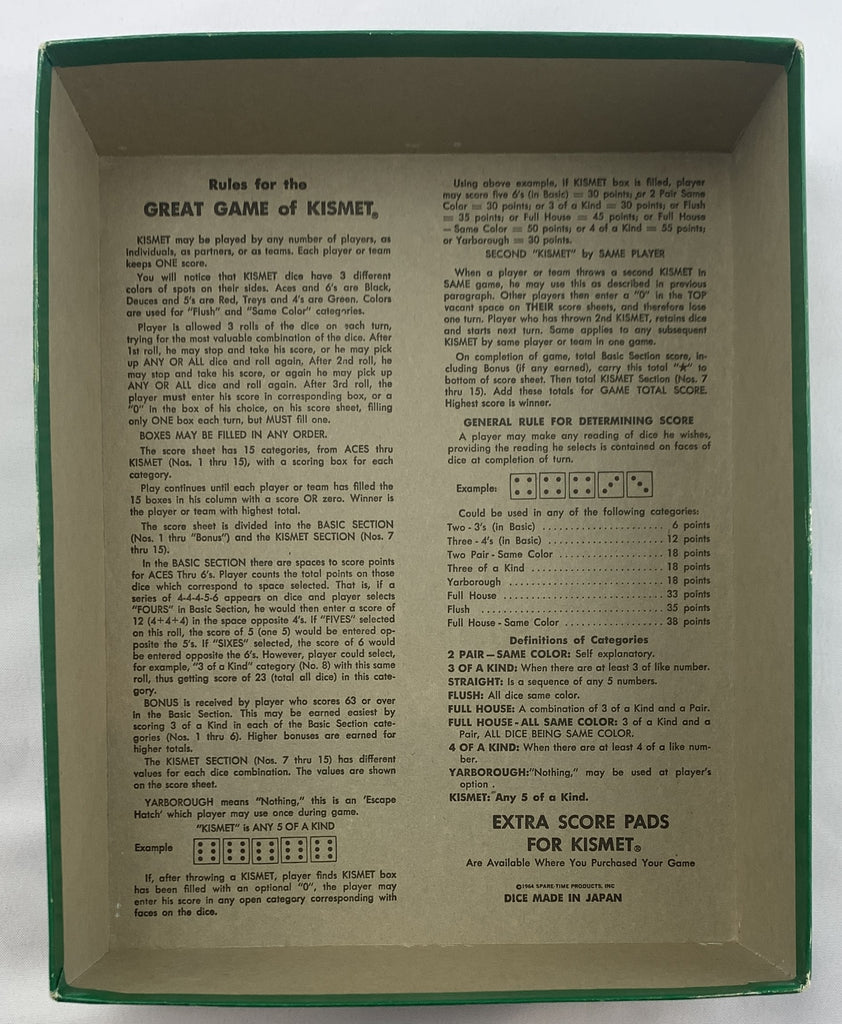 Rules for the
GREAT GAME of KISMET®
KISMET may be played by any number of players, as
individuals, as partners, or as teams. Each player or team
keeps ONE score.
You will notice that KISMET dice have 3 different
colors of spots on their sides. Aces and 6's are Black,
Deuces and 5's are Red, Treys and 4's are Green. Colors
are used for "Flush" and "Same Color" categories.
Player is allowed 3 rolls of the dice on each turn,
trying for the most valuable combination of the dice. After
1st roll, he may stop and take his score, or he may pick
up ANY OR ALL dice and roll again. After 2nd roll, he
may stop and take his score, or again he may pick up
ANY OR ALL dice and roll again. After 3rd roll, the
player must enter his score in corresponding box, or a
"0" in the box of his choice, on his score sheet, filling
only ONE box each turn, but MUST fill one.
BOXES MAY BE FILLED IN ANY ORDER.
The score sheet has 15 categories, from ACES thru
KISMET (Nos. 1 thru 15), with a scoring box for each
category.
Play continues until each player or team has filled the
15 boxes in his column with a score OR zero. Winner is
the player or team with highest total.
The score sheet is divided into the BASIC SECTION
(Nos. 1 thru "Bonus") and the KISMET SECTION (Nos. 7
thru 15).
In the BASIC SECTION there are spaces to score points
for ACES Thru 6's. Player counts the total points on those
dice which correspond to space selected. That is, if a
series of 4-4-4-5-6 appears on dice and player selects
"FOURS" in Basic Section, he would then enter a score of
12 (4+4+4) in the space opposite 4's. If "FIVES" selected
on this roll, the score of 5 (one 5) would be entered op-
posite the 5's. If "SIXES" selected, the score of 6 would
be entered opposite the 6's. However, player could select,
for example, "3 of a Kind" category (No. 8) with this same
roll, thus getting score of 23 (total all dice) in this cate-
gory.
BONUS is received by player who scores 63 or over
in the Basic Section. This may be earned easiest by
scoring 3 of a Kind in each of the Basic Section cate-
gories (Nos. 1 thru 6). Higher bonuses are earned for
higher totals.
The KISMET SECTION (Nos. 7 thru 15) has different
values for each dice combination. The values are shown
on the score sheet.
YARBOROUGH means "Nothing," this is an 'Escape
Hatch' which player may use once during game.
"KISMET" is ANY 5 OF A KIND
Example
If, after throwing a KISMET, player finds KISMET box
has been filled with an optional "0", the player may
enter his score in any open category corresponding with
faces on the dice.
Using above example, if KISMET box is filled, player
may score five 6's (in Basic) = 30 points; or 2 Pair Same
Color = 30 points; or 3 of a Kind = 30 points; or Flush
= 35 points; or Full House = 45 points; or Full House
— Same Color = 50 points; or 4 of a Kind = 55 points;
or Yarborough = 30 points.
SECOND "KISMET" by SAME PLAYER
When a player or team throws a second KISMET in
SAME game, he may use this as described in previous
paragraph. Other players then enter a "0" in the TOP
vacant space on THEIR score sheets, and therefore lose
one turn. Player who has thrown 2nd KISMET, retains dice
and starts next turn. Same applies to any subsequent
KISMET by same player or team in one game.
On completion of game, total Basic Section score, in-
cluding Bonus (if any earned), carry this total "★" to
bottom of score sheet. Then total KISMET Section (Nos. 7
thru 15). Add these totals for GAME TOTAL SCORE.
Highest score is winner.
GENERAL RULE FOR DETERMINING SCORE
A player may make any reading of dice he wishes,
providing the reading he selects is contained on faces of
dice at completion of turn.
Example:
Could be used in any of the following categories:
Two - 3's (in Basic) ...................... 6 points
Three - 4's (in Basic) ..................... 12 points
Two Pair - Same Color .................. 18 points
Three of a Kind ........................ 18 points
Yarborough ............................ 18 points
Full House .............................. 33 points
Flush .................................. 35 points
Full House - Same Color ................. 38 points
Definitions of Categories
2 PAIR — SAME COLOR: Self explanatory.
3 OF A KIND: When there are at least 3 of like number.
STRAIGHT: Is a sequence of any 5 numbers.
FLUSH: All dice same color.
FULL HOUSE: A combination of 3 of a Kind and a Pair.
FULL HOUSE - ALL SAME COLOR: 3 of a Kind and a
Pair, ALL DICE BEING SAME COLOR.
4 OF A KIND: When there are at least 4 of a like num-
ber.
YARBOROUGH: "Nothing," may be used at player's
option .
KISMET: Any 5 of a Kind.
EXTRA SCORE PADS
FOR KISMET®
Are Available Where You Purchased Your Game
©1964 SPARE-TIME PRODUCTS, INC
DICE MADE IN JAPAN